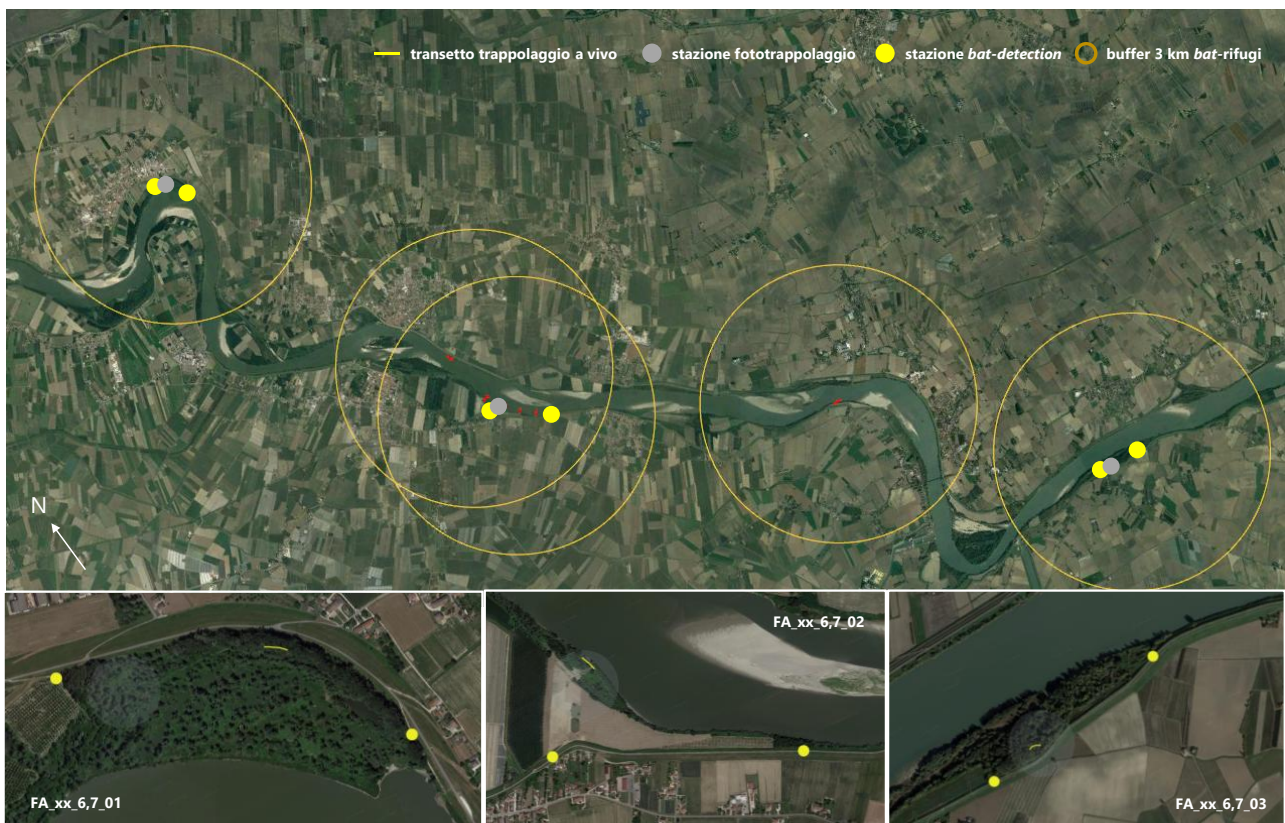 transetto trappolaggio a vivo stazione fototrappolaggio stazione bat-detection buffer 3 km bat-rifugi
N
FA_xx_6,7_01
FA_xx_6,7_02
FA_xx_6,7_03